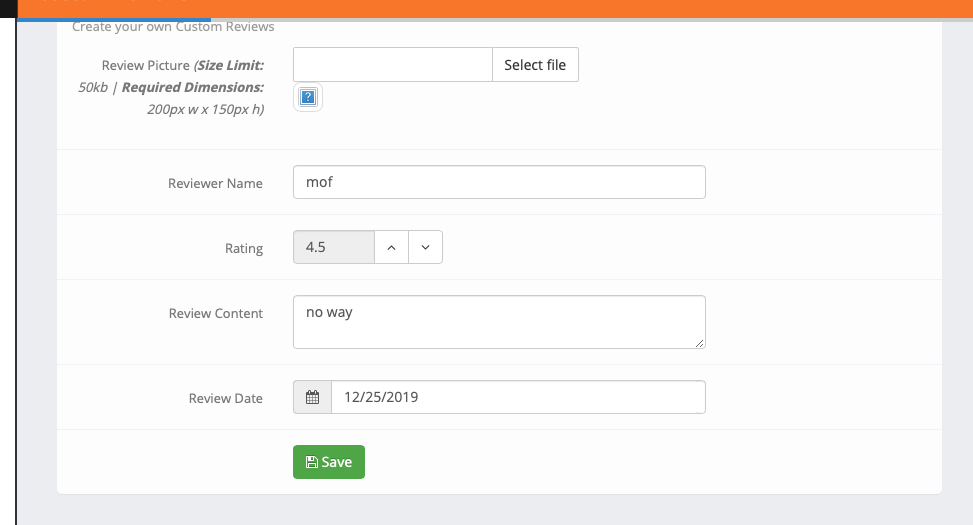 Create your own Custom Reviews
Review Picture (Size Limit:
50kb | Required Dimensions:
200px w x 150px h)
Select file
?
Reviewer Name
mof
Rating
4.5
Review Content
no way
Review Date
12/25/2019
Save